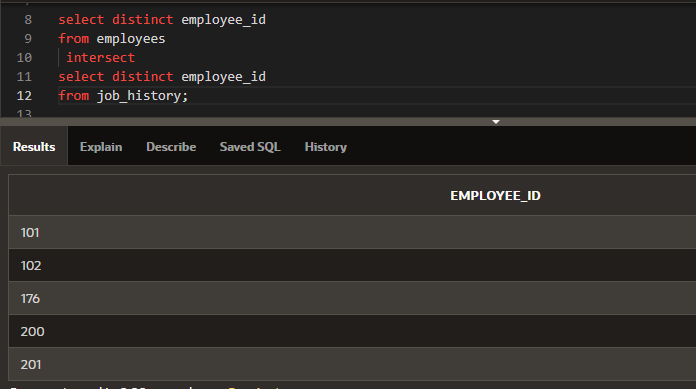 8 select distinct employee_id
9 from employees
10 intersect
11 select distinct employee_id
12 from job_history;
13
Results Explain Describe Saved SQL History
EMPLOYEE_ID
101
102
176
200
201